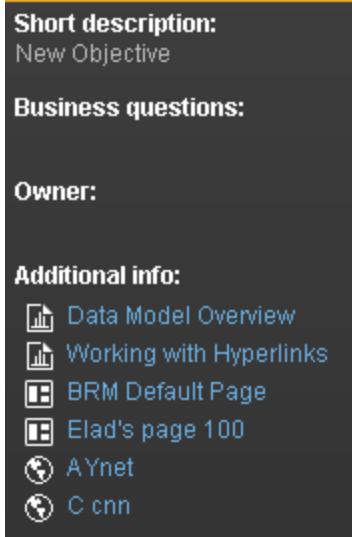 Short description:
New Objective
Business questions:
Owner:
Additional info:
Data Model Overview
Working with Hyperlinks
BRM Default Page
Elad's page 100
AYnet
C cnn